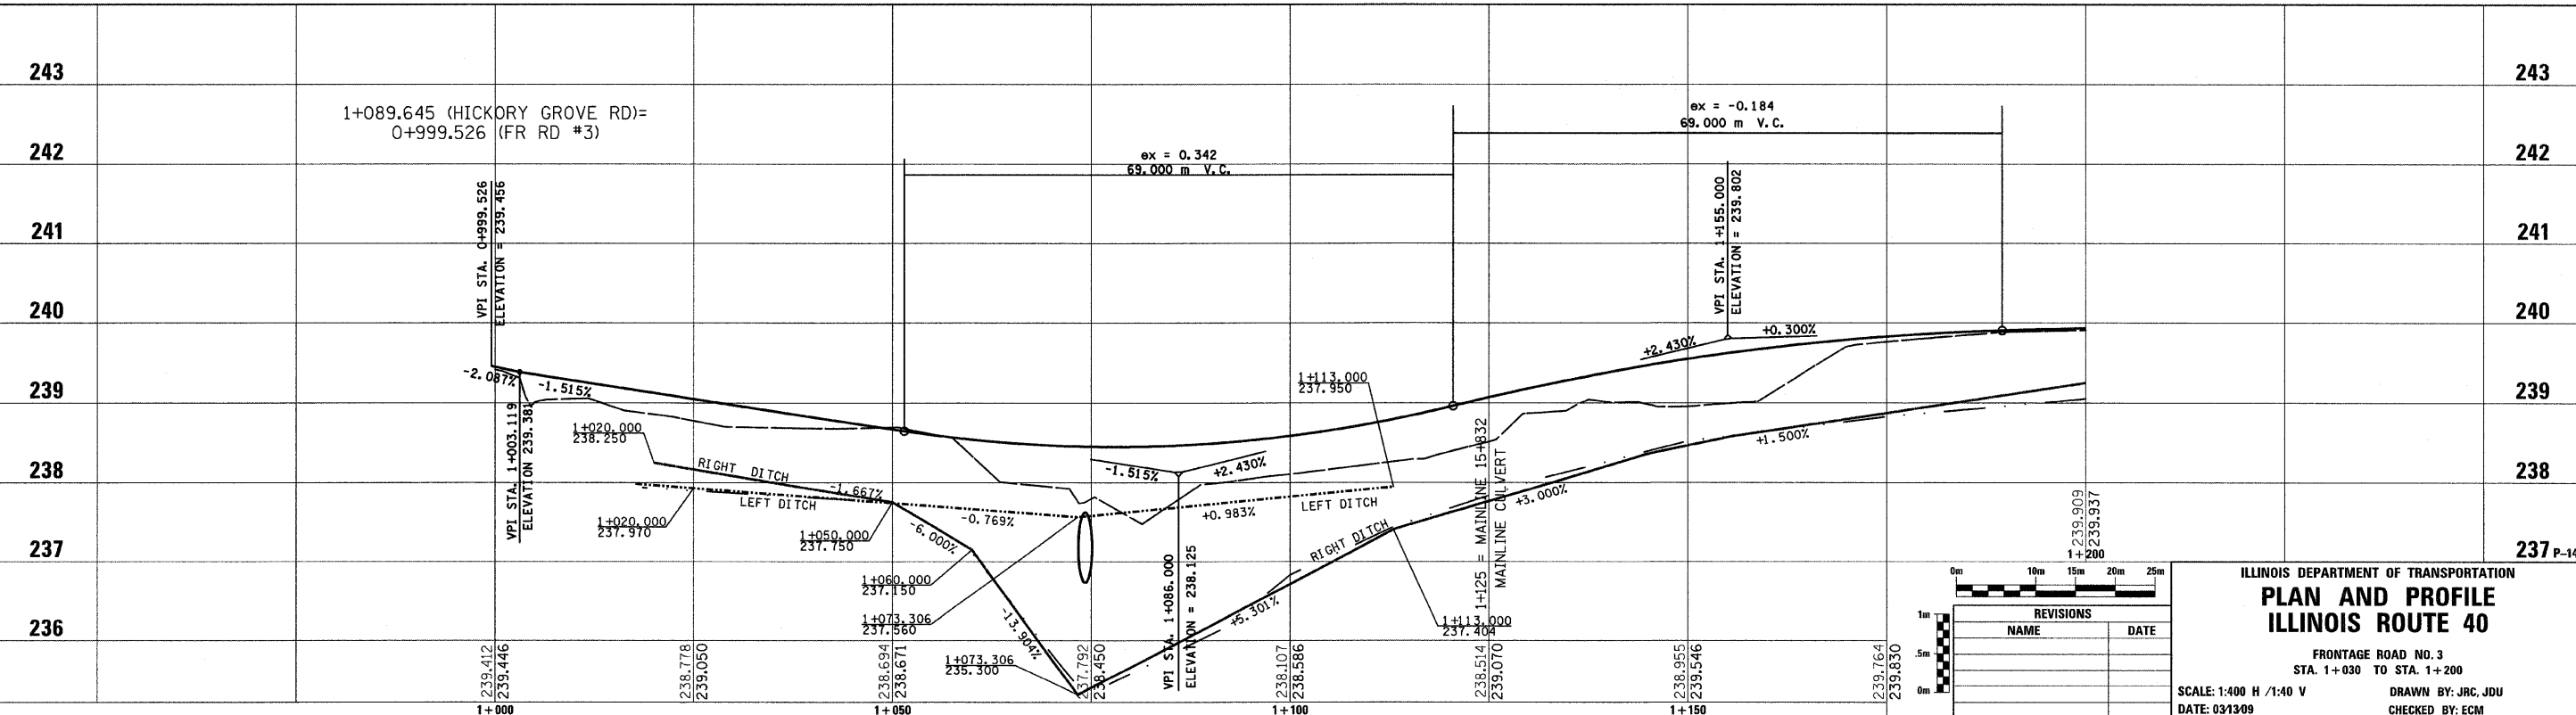 243
243
1+089.645 (HICKORY GROVE RD)=
0+999.526 (FR RD #3)
ex = -0.184
69.000 m V.C.
242
242
ex = 0.342
69.000 m V.C.
VPI STA. 0+999.526
ELEVATION = 239.456
VPI STA. 1+155.000
ELEVATION = 239.802
241
241
240
240
+2.430%
+0.300%
-2.087%
-1.515%
239
239
1+113.000
237.950
VPI STA. 1+003.119
ELEVATION 239.381
1+020.000
238.250
RIGHT DITCH
-1.667%
-1.515%
+2.430%
+1.500%
238
238
LEFT DITCH
-0.769%
+0.983%
LEFT DITCH
+3.000%
1+020.000
237.970
1+050.000
237.750
-6.000%
RIGHT DITCH
1+125 = MAINLINE 15+832
MAINLINE CULVERT
239.909
239.937
1+200
237
237
P-14
1+060.000
237.150
1+073.306
237.560
-13.904%
+5.301%
1+113.000
237.404
VPI STA. 1+086.000
ELEVATION = 238.125
236
236
1+073.306
235.300
239.412
239.446
238.778
239.050
238.694
238.671
237.792
238.450
238.107
238.586
238.514
239.070
238.955
239.546
239.764
239.830
1+000
1+050
1+100
1+150
0m
10m
15m
20m
25m
1m
.5m
0m
REVISIONS
NAME
DATE
ILLINOIS DEPARTMENT OF TRANSPORTATION
PLAN AND PROFILE
ILLINOIS ROUTE 40
FRONTAGE ROAD NO. 3
STA. 1+030 TO STA. 1+200
SCALE: 1:400 H /1:40 V
DRAWN BY: JRC, JDU
DATE: 03/13/09
CHECKED BY: ECM